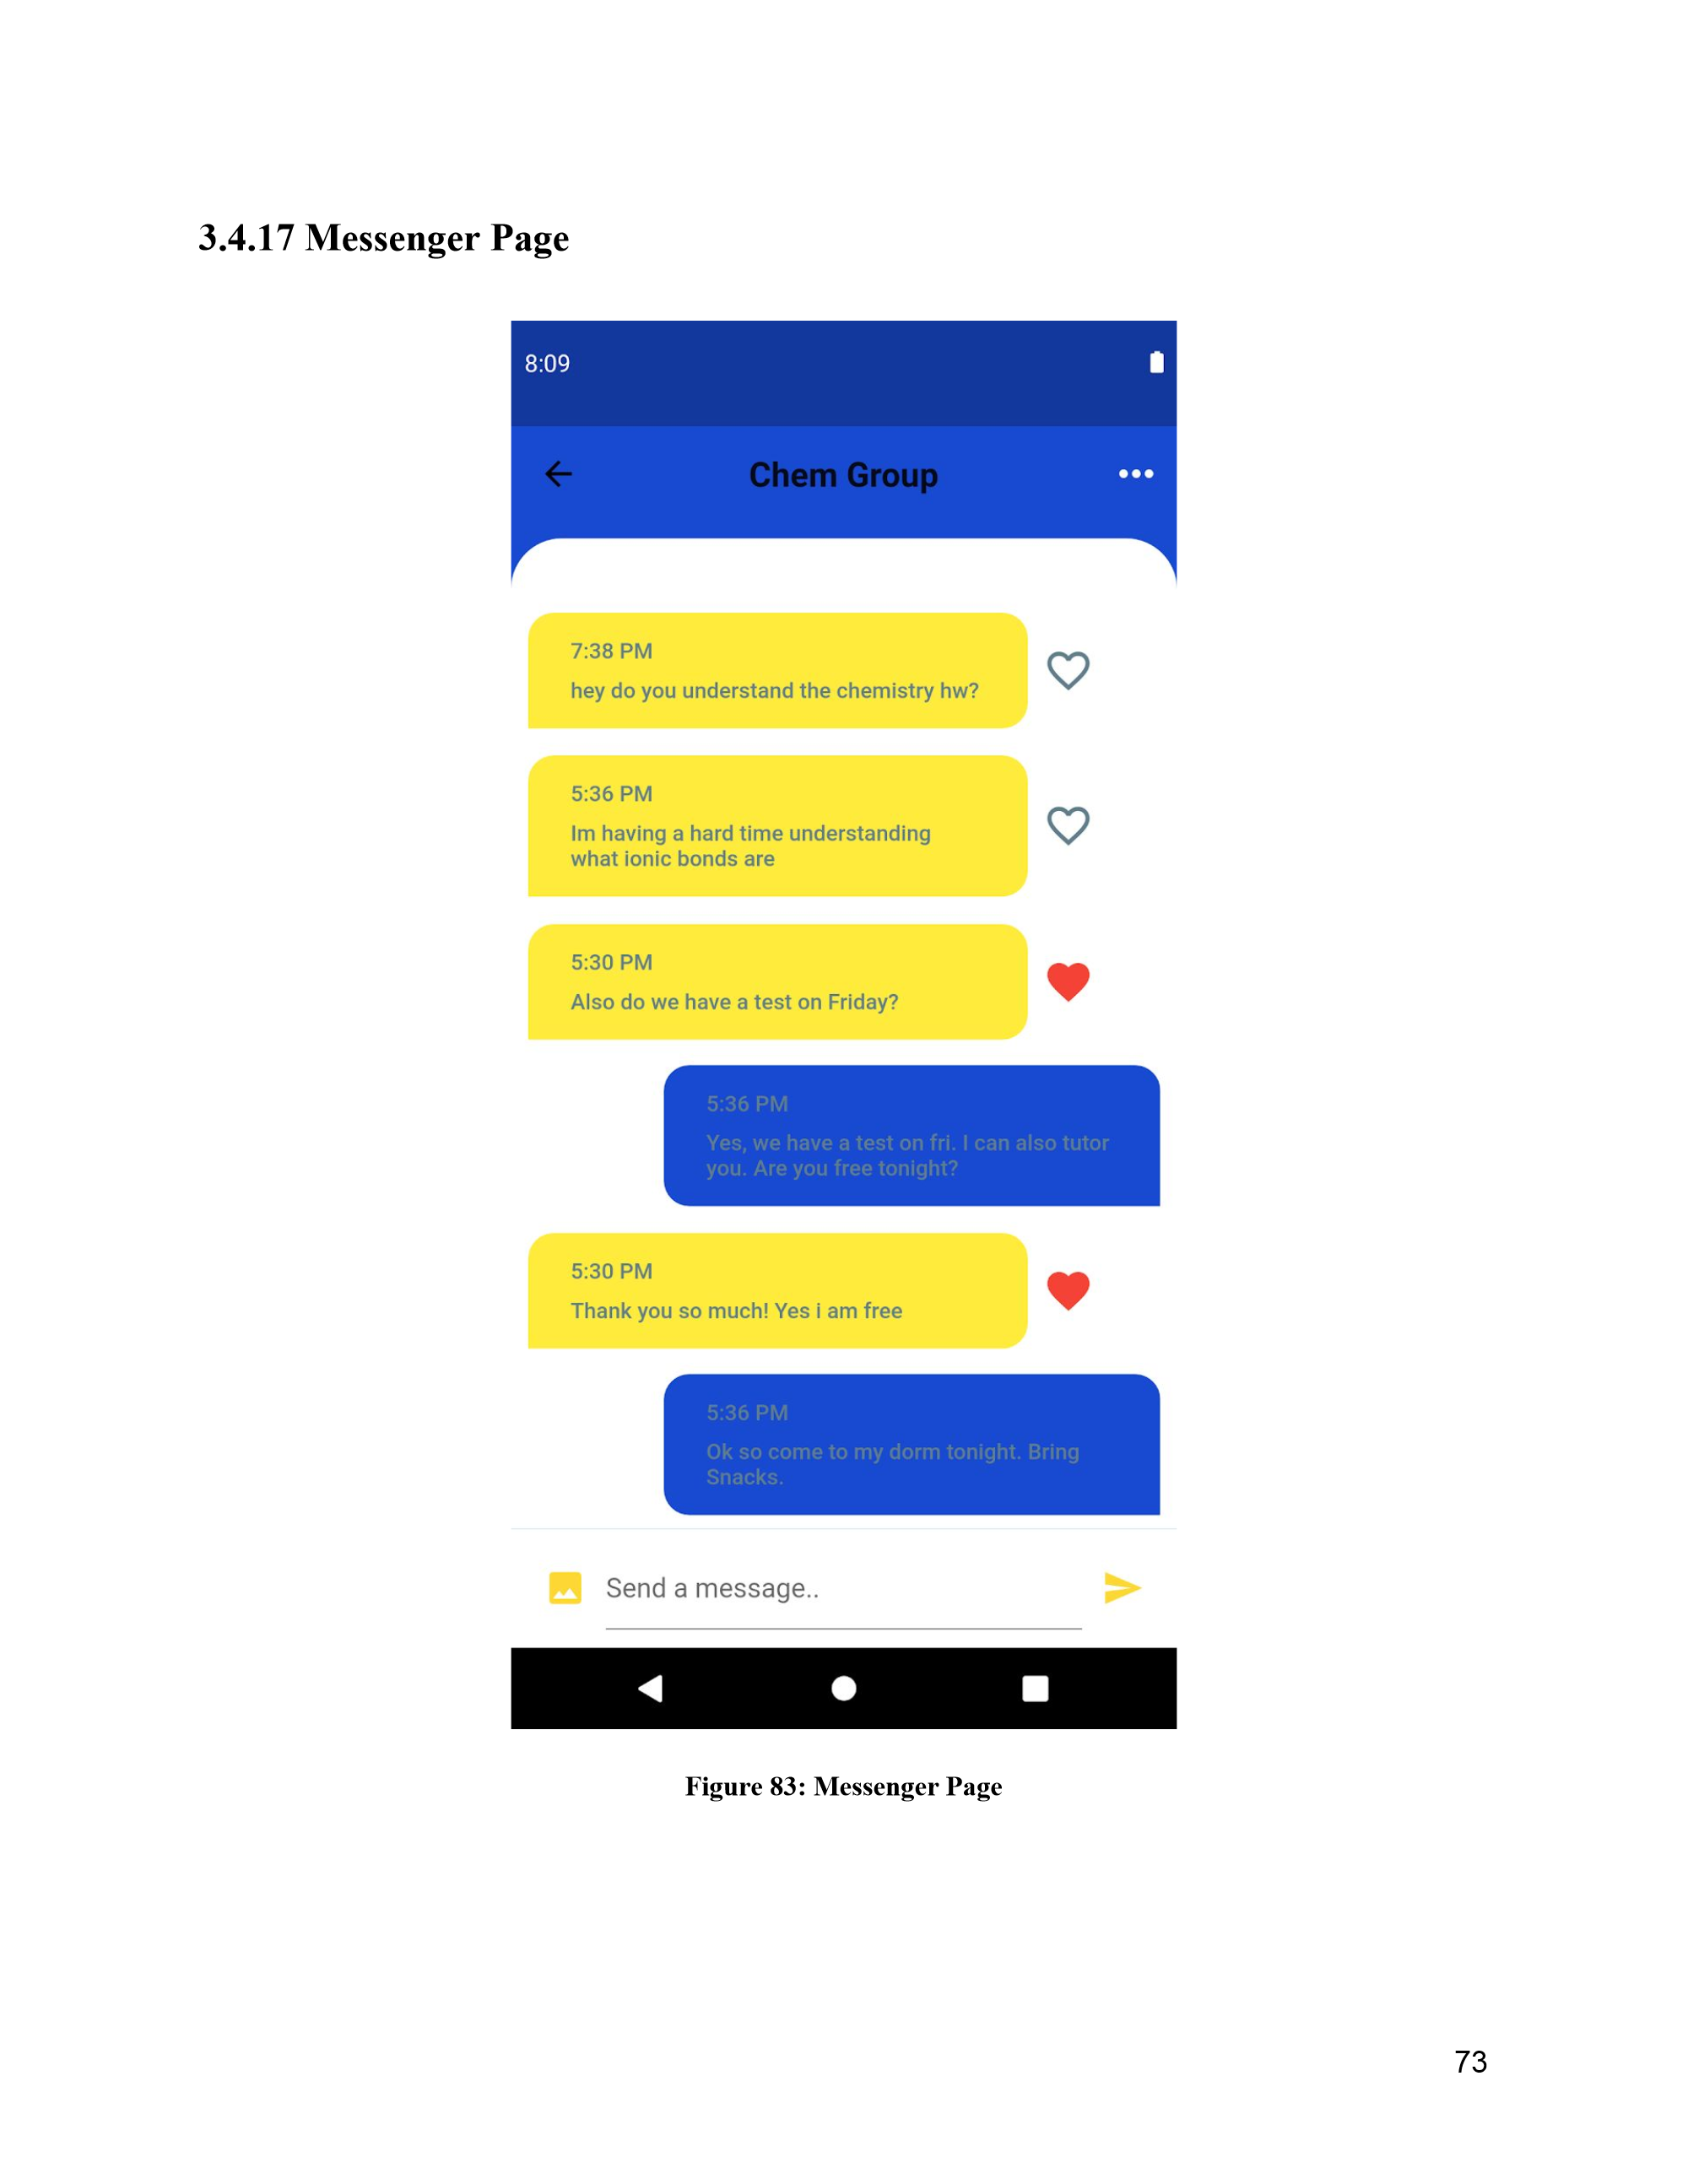 3.4.17 Messenger Page
8:09
Chem Group
7:38 PM
hey do you understand the chemistry hw?
5:36 PM
Im having a hard time understanding
what ionic bonds are
5:30 PM
Also do we have a test on Friday?
5:36 PM
Yes, we have a test on fri. I can also tutor
you. Are you free tonight?
5:30 PM
Thank you so much! Yes i am free
5:36 PM
Ok so come to my dorm tonight. Bring
Snacks.
Send a message..
Figure 83: Messenger Page
73